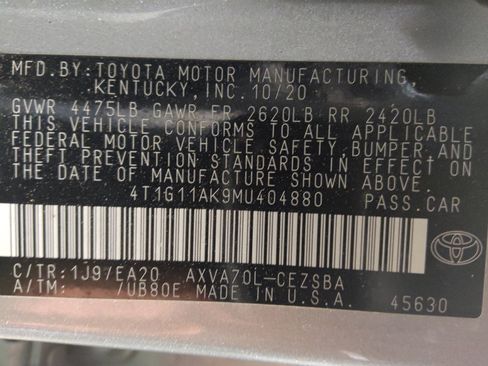 MFD.BY:TOYOTA MOTOR MANUFACTURING,
KENTUCKY, INC. 10/20
GVWR 4475LB GAWR FR 2620LB RR 2420LB
THIS VEHICLE CONFORMS TO ALL APPLICABLE
FEDERAL MOTOR VEHICLE SAFETY, BUMPER, AND
THEFT PREVENTION STANDARDS IN EFFECT ON
THE DATE OF MANUFACTURE SHOWN ABOVE.
4T1G11AK9MU404880 PASS.CAR
C/TR:1J9/EA20 AXVA70L-CEZSBA
A/TM: /UB80E MADE IN U.S.A. 45630